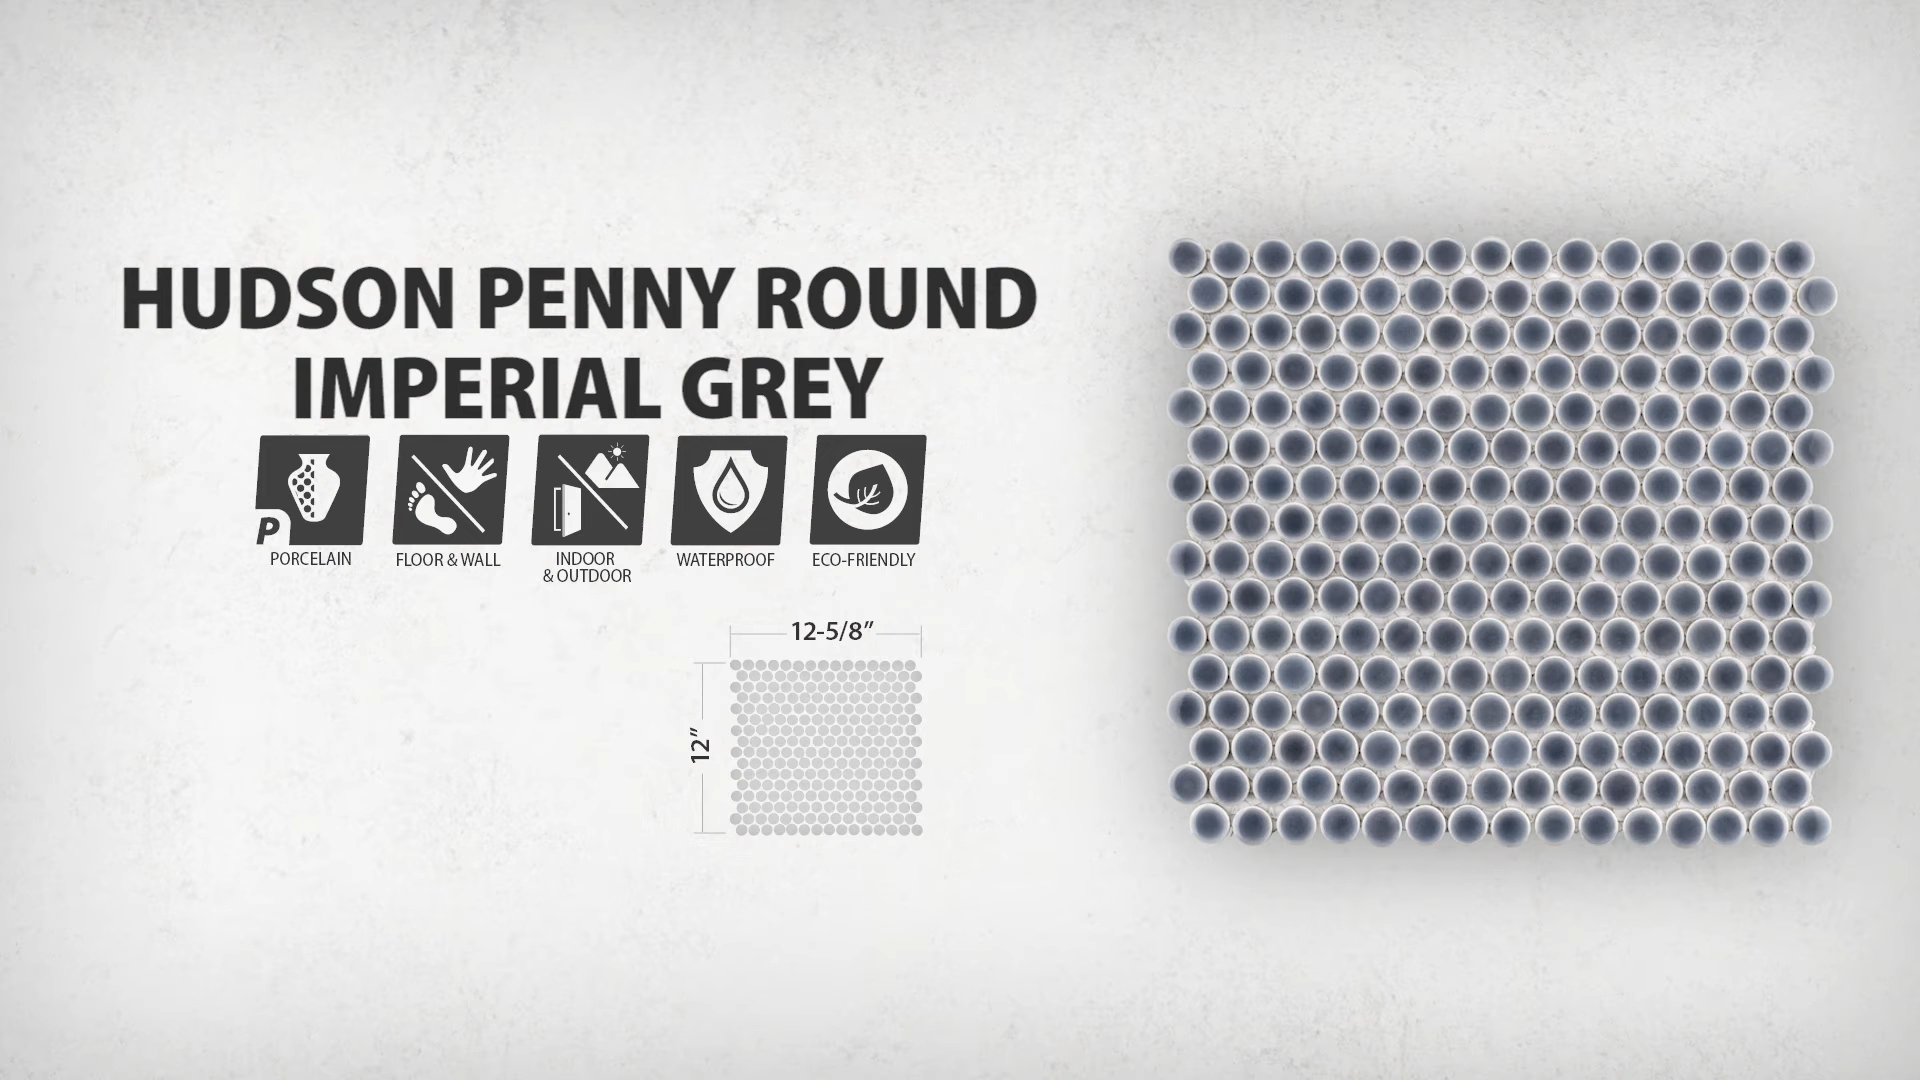 HUDSON PENNY ROUND
IMPERIAL GREY
P
PORCELAIN
FLOOR & WALL
INDOOR
& OUTDOOR
WATERPROOF
ECO-FRIENDLY
12-5/8”
12”